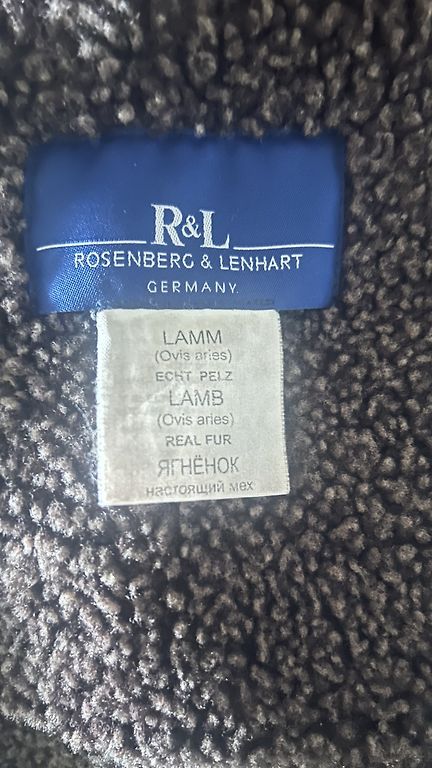 R&L
ROSENBERG & LENHART
GERMANY
LAMM
(Ovis aries)
ECHT PELZ
LAMB
(Ovis aries)
REAL FUR
ЯГНЁНОК
настоящий мех